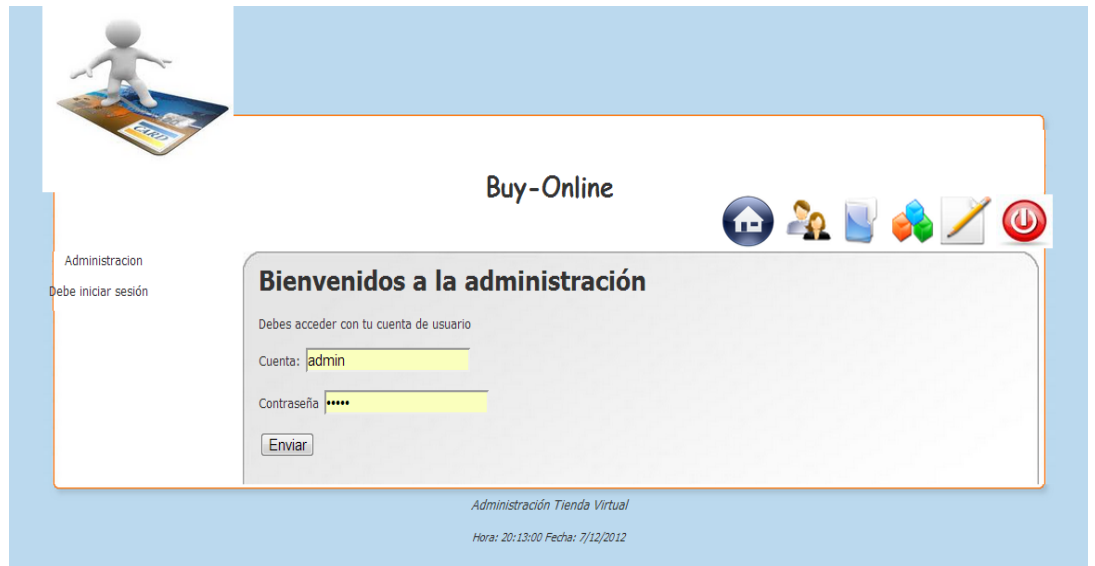 CARD
Buy-Online
Administracion
Debe iniciar sesión
Bienvenidos a la administración
Debes acceder con tu cuenta de usuario
Cuenta: admin
Contraseña •••••
Enviar
Administración Tienda Virtual
Hora: 20:13:00 Fecha: 7/12/2012